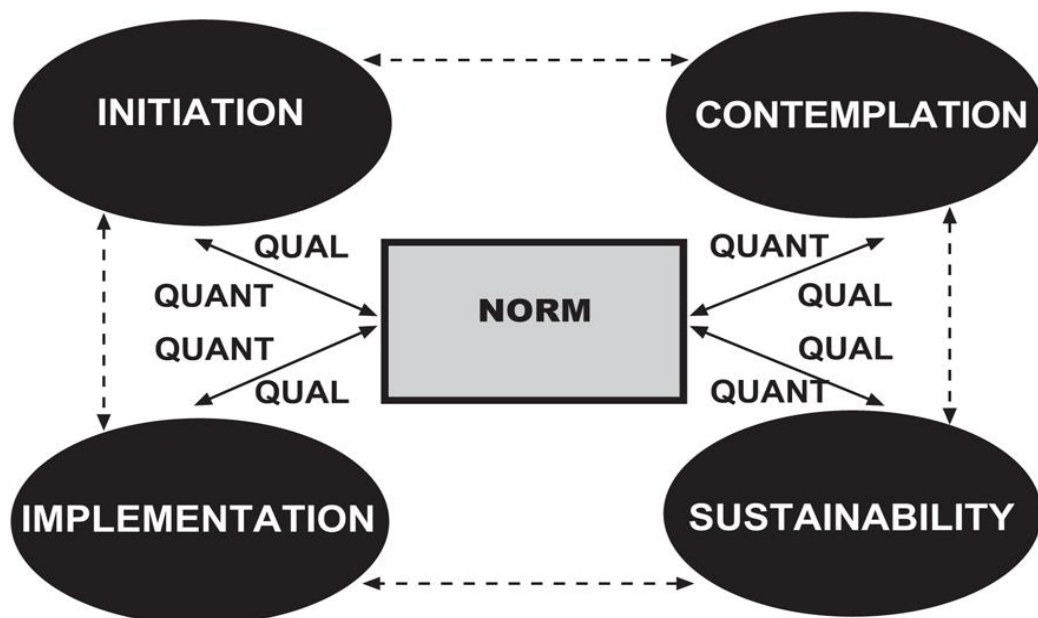 INITIATION
CONTEMPLATION
QUAL
QUANT
QUANT
QUAL
NORM
QUANT
QUAL
QUAL
QUANT
IMPLEMENTATION
SUSTAINABILITY